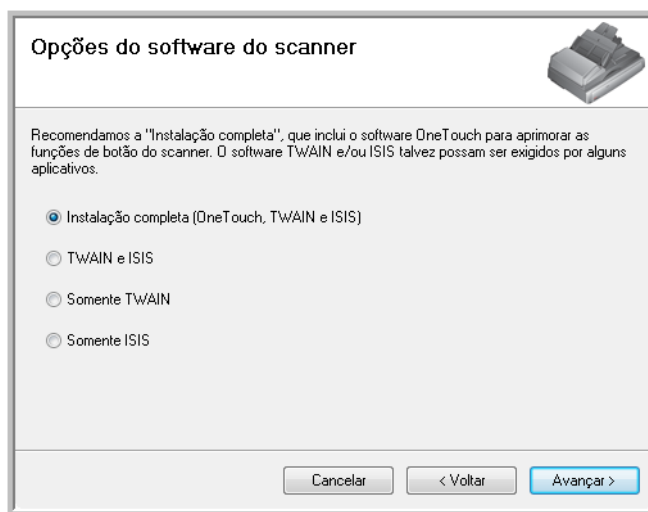 Opções do software do scanner
Recomendamos a "Instalação completa", que inclui o software OneTouch para aprimorar as
funções de botão do scanner. O software TWAIN e/ou ISIS talvez possam ser exigidos por alguns
aplicativos.
Instalação completa (OneTouch, TWAIN e ISIS)
TWAIN e ISIS
Somente TWAIN
Somente ISIS
Cancelar < Voltar Avançar >